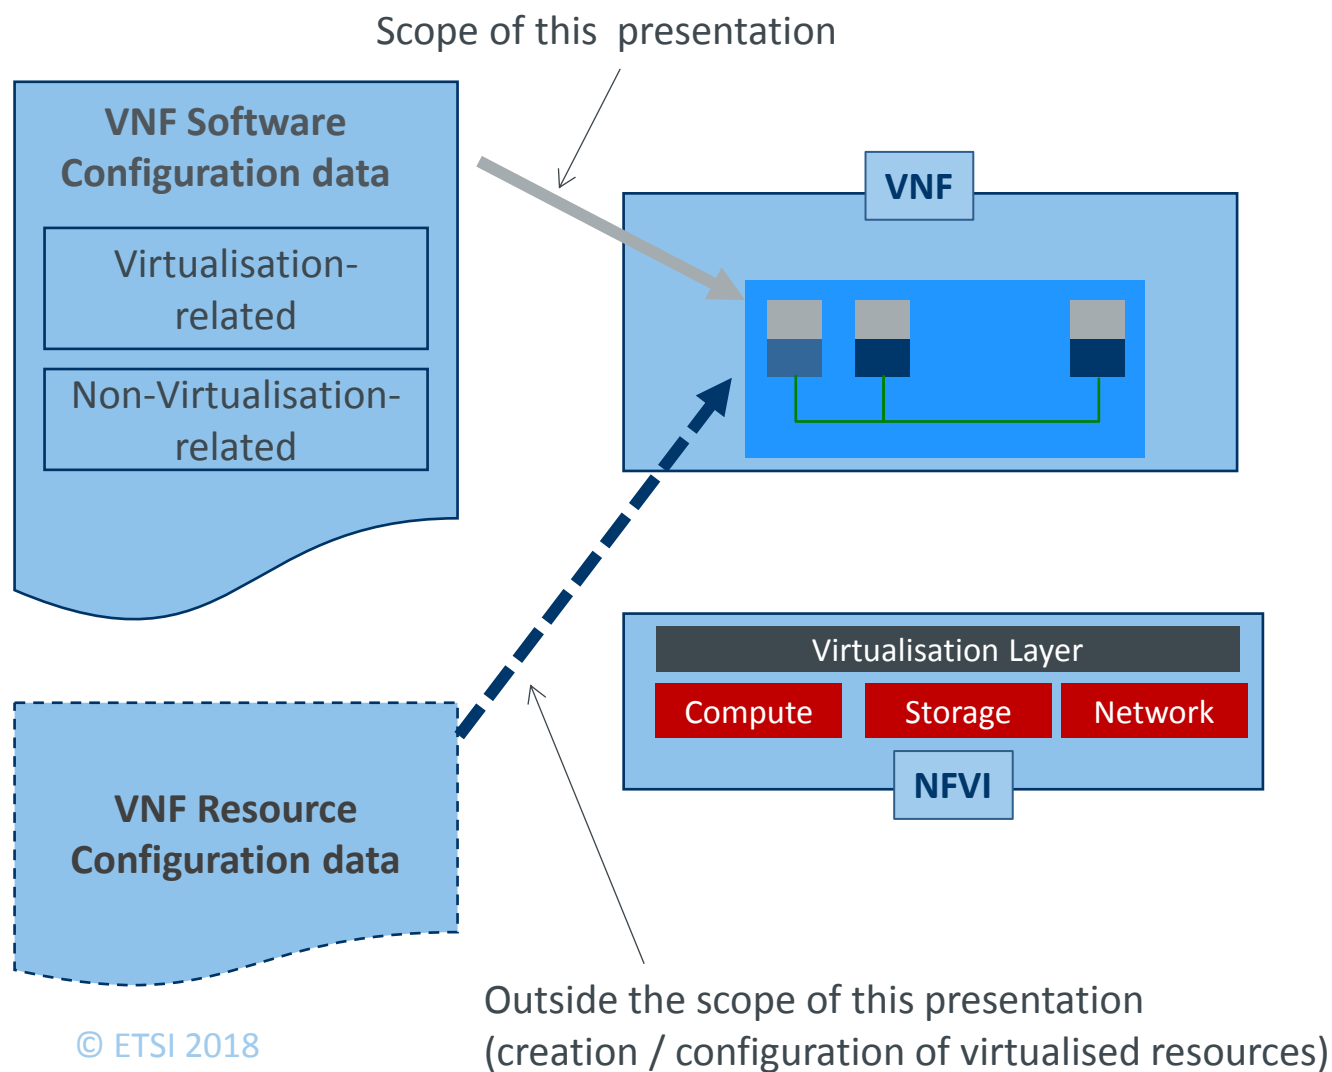 Scope of this  presentation
VNF Software
Configuration data
Virtualisation-
related
Non-Virtualisation-
related
VNF
Virtualisation Layer
Compute
Storage
Network
NFVI
VNF Resource
Configuration data
Outside the scope of this presentation
(creation / configuration of virtualised resources)
© ETSI 2018